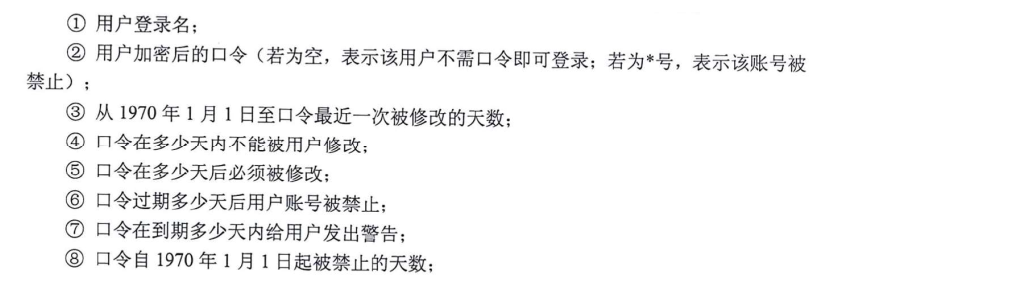 ① 用户登录名；
② 用户加密后的口令（若为空，表示该用户不需口令即可登录；若为*号，表示该账号被
禁止）；
③ 从 1970 年 1 月 1 日至口令最近一次被修改的天数；
④ 口令在多少天内不能被用户修改；
⑤ 口令在多少天后必须被修改；
⑥ 口令过期多少天后用户账号被禁止；
⑦ 口令在到期多少天内给用户发出警告；
⑧ 口令自 1970 年 1 月 1 日起被禁止的天数；